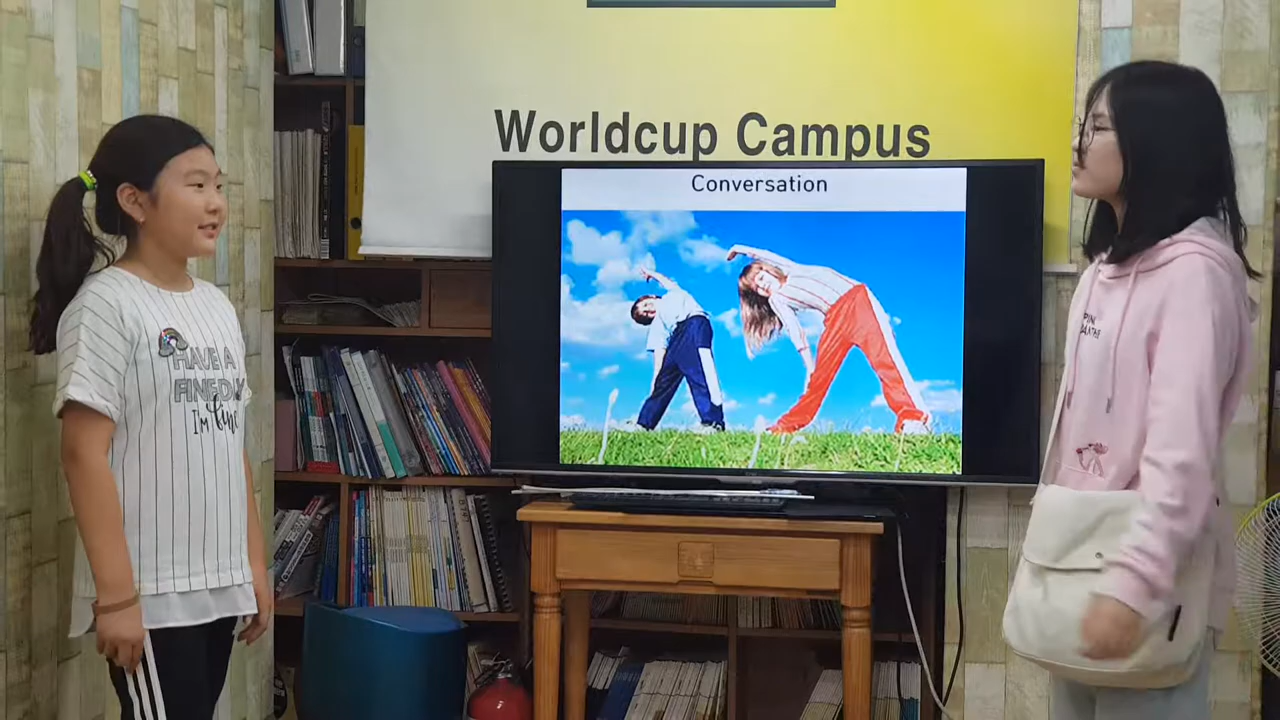 Worldcup Campus
Conversation
HAVE A
FINE DAY
I'M fine